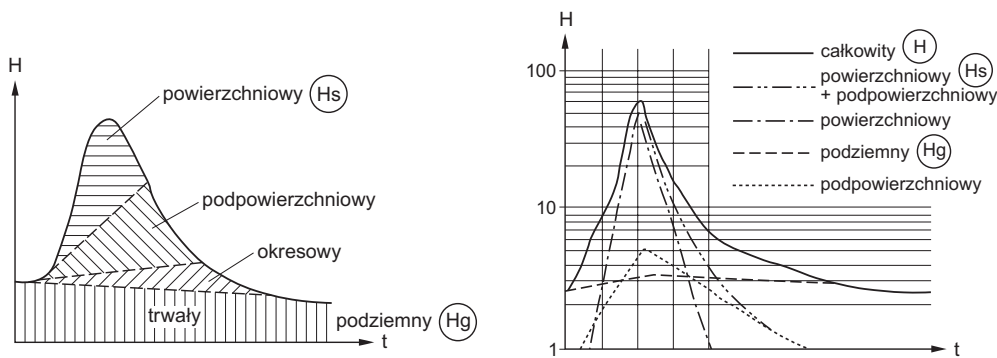 H
powierzchniowy Hs
podpowierzchniowy
okresowy
trwały
podziemny Hg
t
H
100
10
1
t
całkowity H
powierzchniowy Hs
+ podpowierzchniowy
powierzchniowy
podziemny Hg
podpowierzchniowy